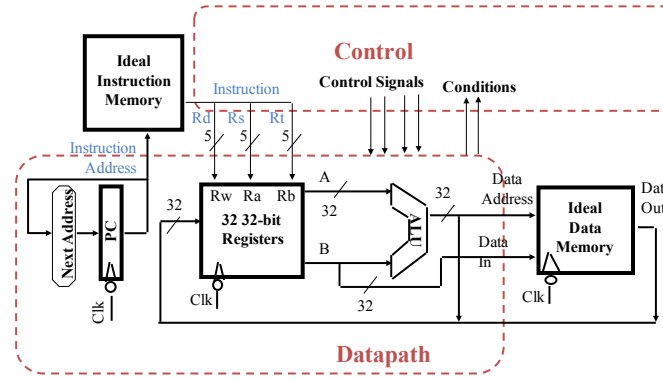 Control
Ideal
Instruction
Memory
Instruction
Control Signals
Conditions
Rd
Rs
Rt
5
5
5
Instruction
Address
Rw
Ra
Rb
32 32-bit
Registers
Clk
32
A
32
B
32
ALU
32
Data
Address
Data
In
Ideal
Data
Memory
Clk
Data
Out
Next Address
PC
Clk
Datapath